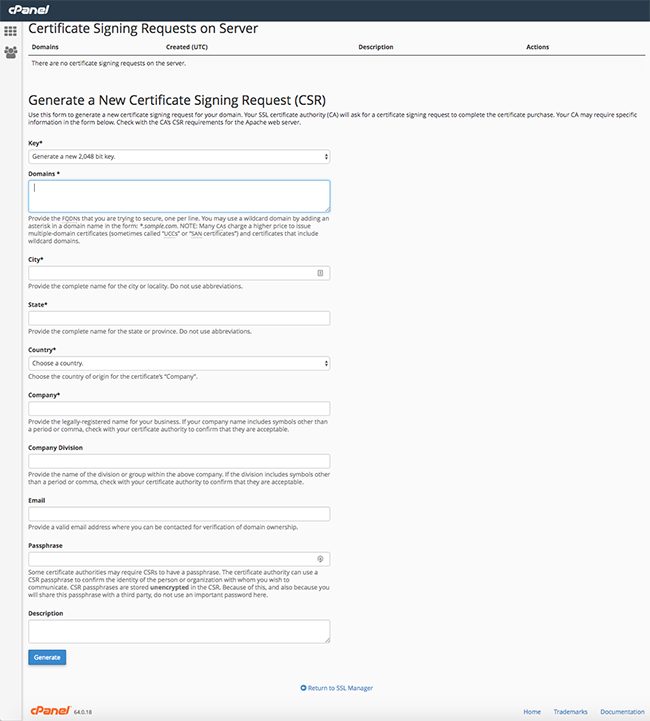 cPanel
Certificate Signing Requests on Server
Domains Created (UTC) Description Actions
There are no certificate signing requests on the server.
Generate a New Certificate Signing Request (CSR)
Use this form to generate a new certificate signing request for your domain. Your SSL certificate authority (CA) will ask for a certificate signing request to complete the certificate purchase. Your CA may require specific
information in the form below. Check with the CA's CSR requirements for the Apache web server.
Key*
Generate a new 2,048 bit key.
Domains *
Provide the FQDNs that you are trying to secure, one per line. You may use a wildcard domain by adding an
asterisk in a domain name in the form: *.sample.com. NOTE: Many CAs charge a higher price to issue
multiple-domain certificates (sometimes called "UCCs" or "SAN certificates") and certificates that include
wildcard domains.
City*
Provide the complete name for the city or locality. Do not use abbreviations.
State*
Provide the complete name for the state or province. Do not use abbreviations.
Country*
Choose a country.
Choose the country of origin for the certificate's "Company".
Company*
Provide the legally-registered name for your business. If your company name includes symbols other than
a period or comma, check with your certificate authority to confirm that they are acceptable.
Company Division
Provide the name of the division or group within the above company. If the division includes symbols other
than a period or comma, check with your certificate authority to confirm that they are acceptable.
Email
Provide a valid email address where you can be contacted for verification of domain ownership.
Passphrase
Some certificate authorities may require CSRs to have a passphrase. The certificate authority can use a
CSR passphrase to confirm the identity of the person or organization with whom you wish to
communicate. CSR passphrases are stored unencrypted in the CSR. Because of this, and also because you
will share this passphrase with a third party, do not use an important password here.
Description
Generate
Return to SSL Manager
cPanel 64.0.18 Home Trademarks Documentation